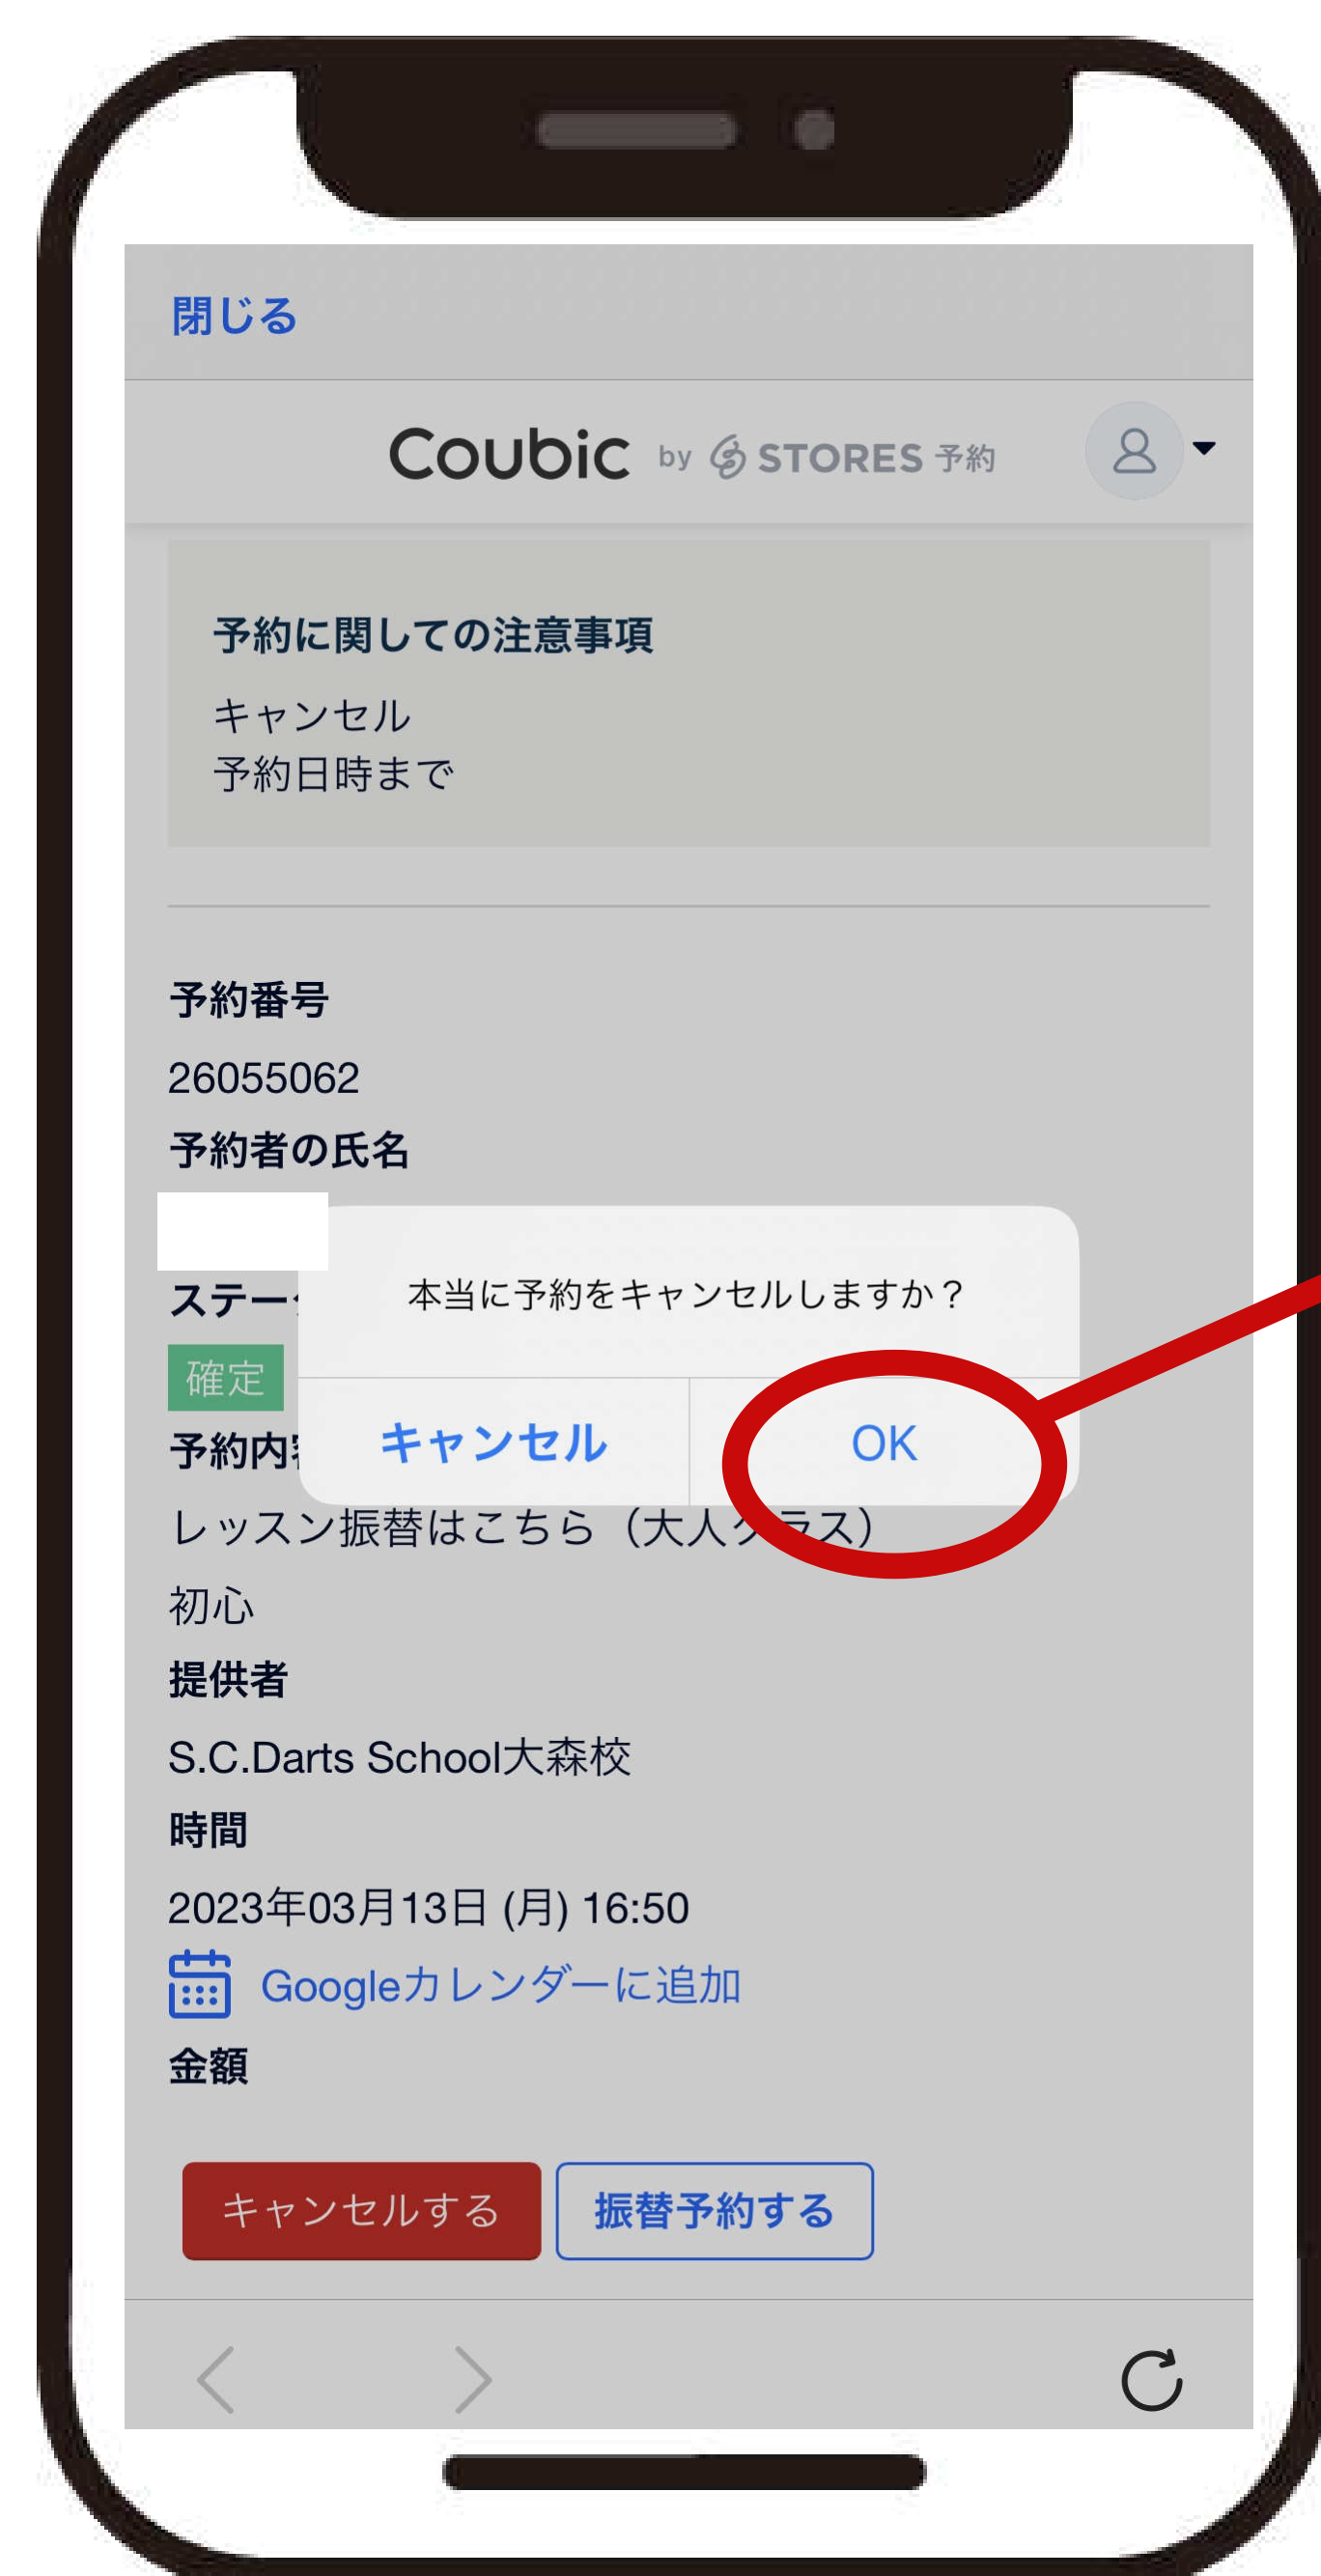 閉じる
Coubic by STORES 予約
予約に関しての注意事項
キャンセル
予約日時まで
予約番号
26055062
予約者の氏名
本当に予約をキャンセルしますか？
ステー
確定
キャンセル OK
予約内
レッスン振替はこちら（大人クラス）
初心
提供者
S.C.Darts School大森校
時間
2023年03月13日 (月) 16:50
Googleカレンダーに追加
金額
キャンセルする 振替予約する